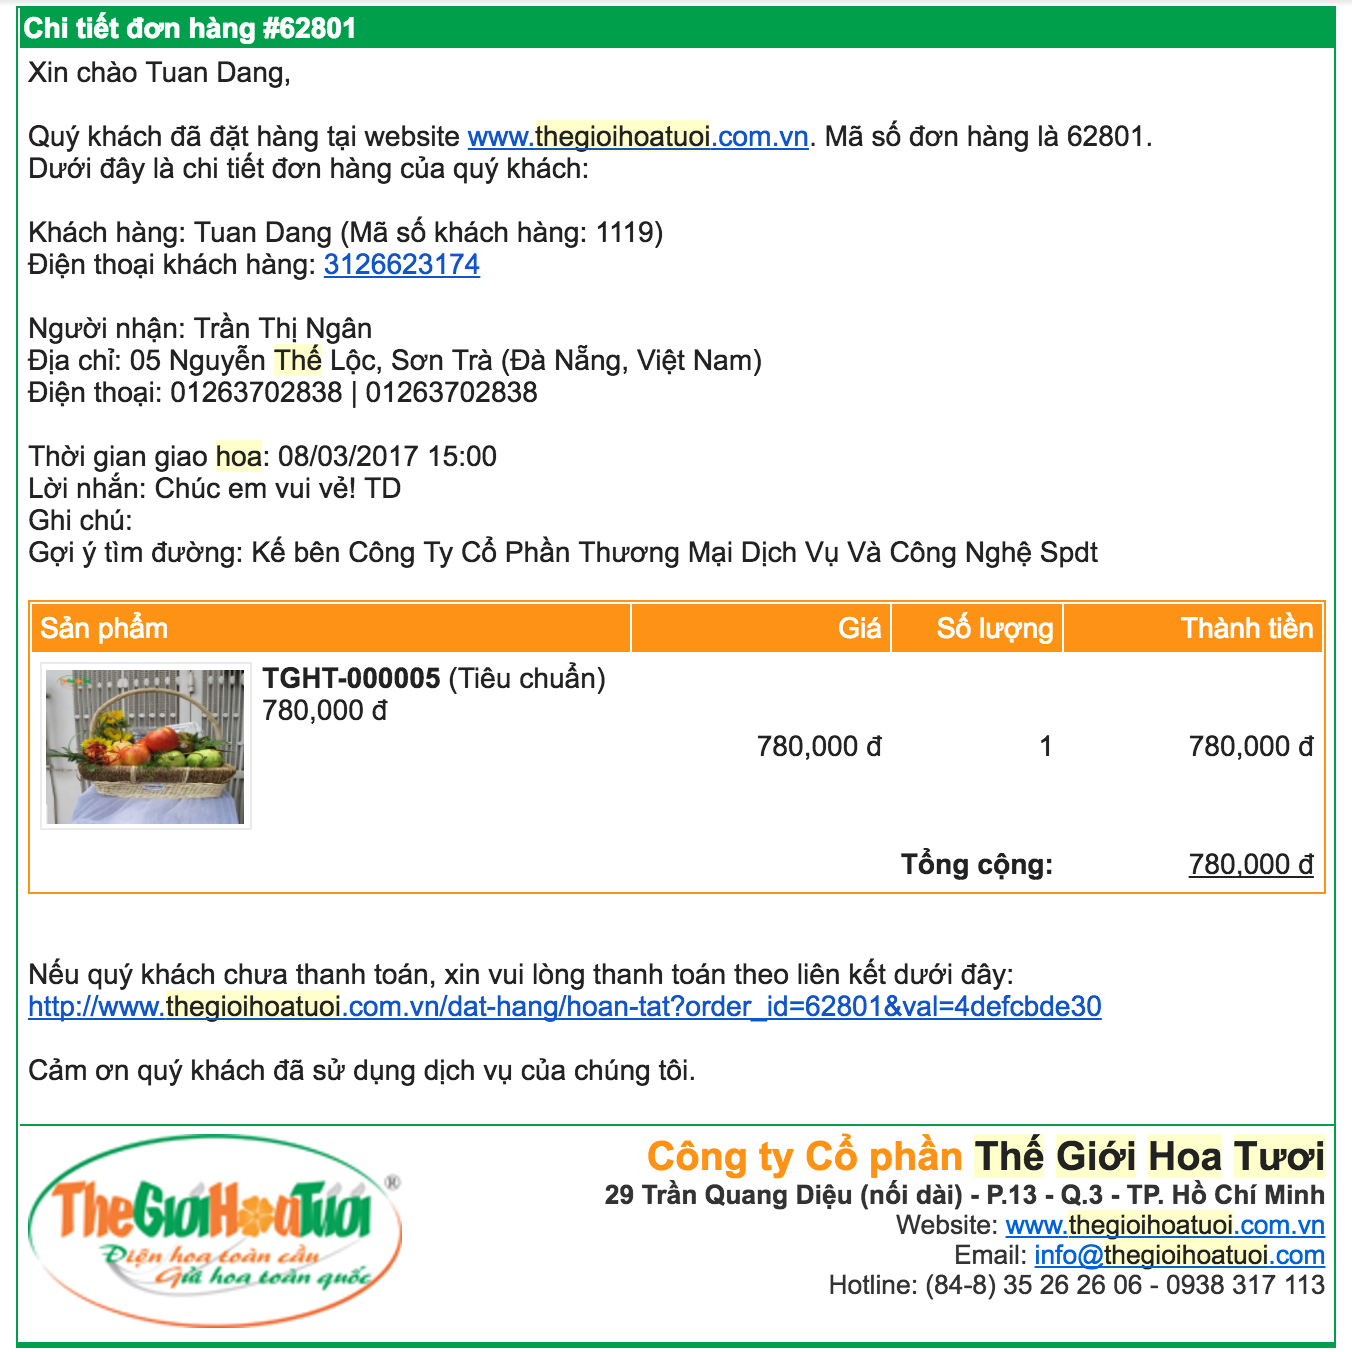 Chi tiết đơn hàng #62801
Xin chào Tuan Dang,
Quý khách đã đặt hàng tại website www.thegioihoatuoi.com.vn. Mã số đơn hàng là 62801.
Dưới đây là chi tiết đơn hàng của quý khách:
Khách hàng: Tuan Dang (Mã số khách hàng: 1119)
Điện thoại khách hàng: 3126623174
Người nhận: Trần Thị Ngân
Địa chỉ: 05 Nguyễn Thế Lộc, Sơn Trà (Đà Nẵng, Việt Nam)
Điện thoại: 01263702838 | 01263702838
Thời gian giao hoa: 08/03/2017 15:00
Lời nhắn: Chúc em vui vẻ! TD
Ghi chú:
Gợi ý tìm đường: Kế bên Công Ty Cổ Phần Thương Mại Dịch Vụ Và Công Nghệ Spdt
Sản phẩm Giá Số lượng Thành tiền
TGHT-000005 (Tiêu chuẩn)
780,000 đ
780,000 đ 1 780,000 đ
Tổng cộng: 780,000 đ
Nếu quý khách chưa thanh toán, xin vui lòng thanh toán theo liên kết dưới đây:
http://www.thegioihoatuoi.com.vn/dat-hang/hoan-tat?order_id=62801&val=4defcbde30
Cảm ơn quý khách đã sử dụng dịch vụ của chúng tôi.
TheGiớiHoaTươi ®
Điện hoa toàn cầu
Gửi hoa toàn quốc
Công ty Cổ phần Thế Giới Hoa Tươi
29 Trần Quang Diệu (nối dài) - P.13 - Q.3 - TP. Hồ Chí Minh
Website: www.thegioihoatuoi.com.vn
Email: info@thegioihoatuoi.com
Hotline: (84-8) 35 26 26 06 - 0938 317 113